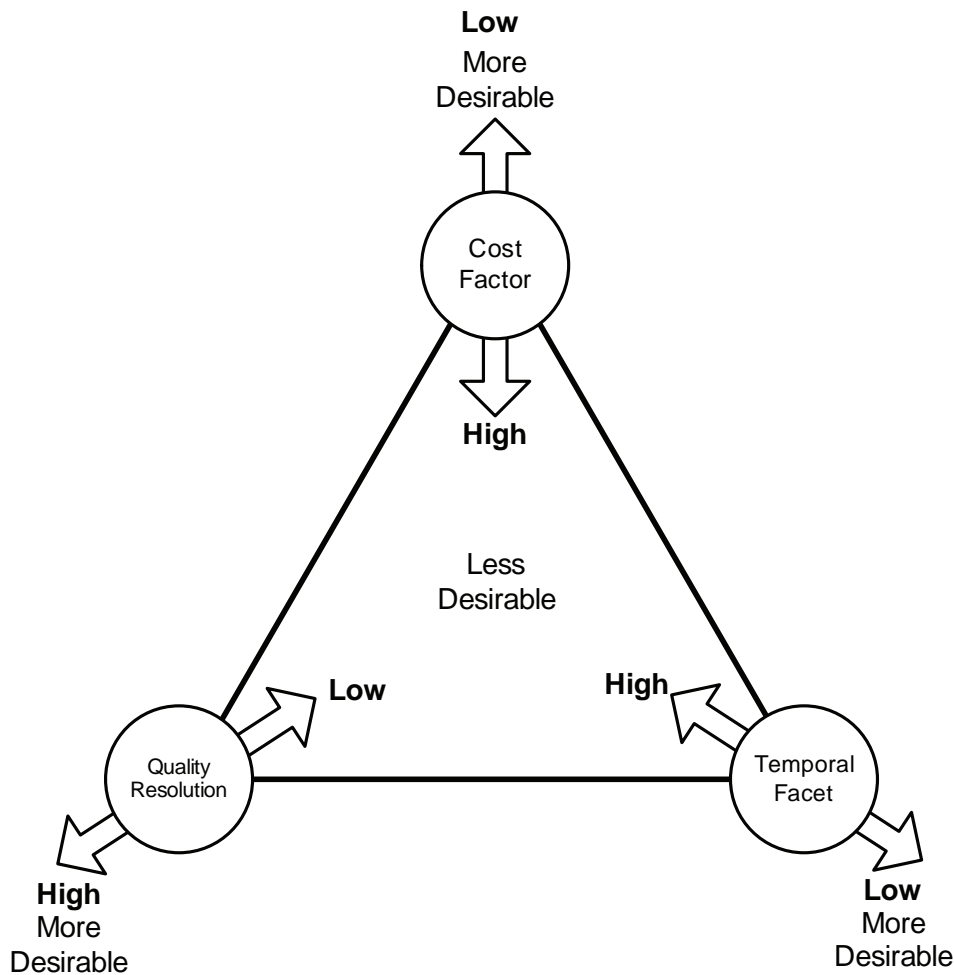 Low
More
Desirable
Cost
Factor
High
Less
Desirable
Low
High
Quality
Resolution
Temporal
Facet
High
More
Desirable
Low
More
Desirable